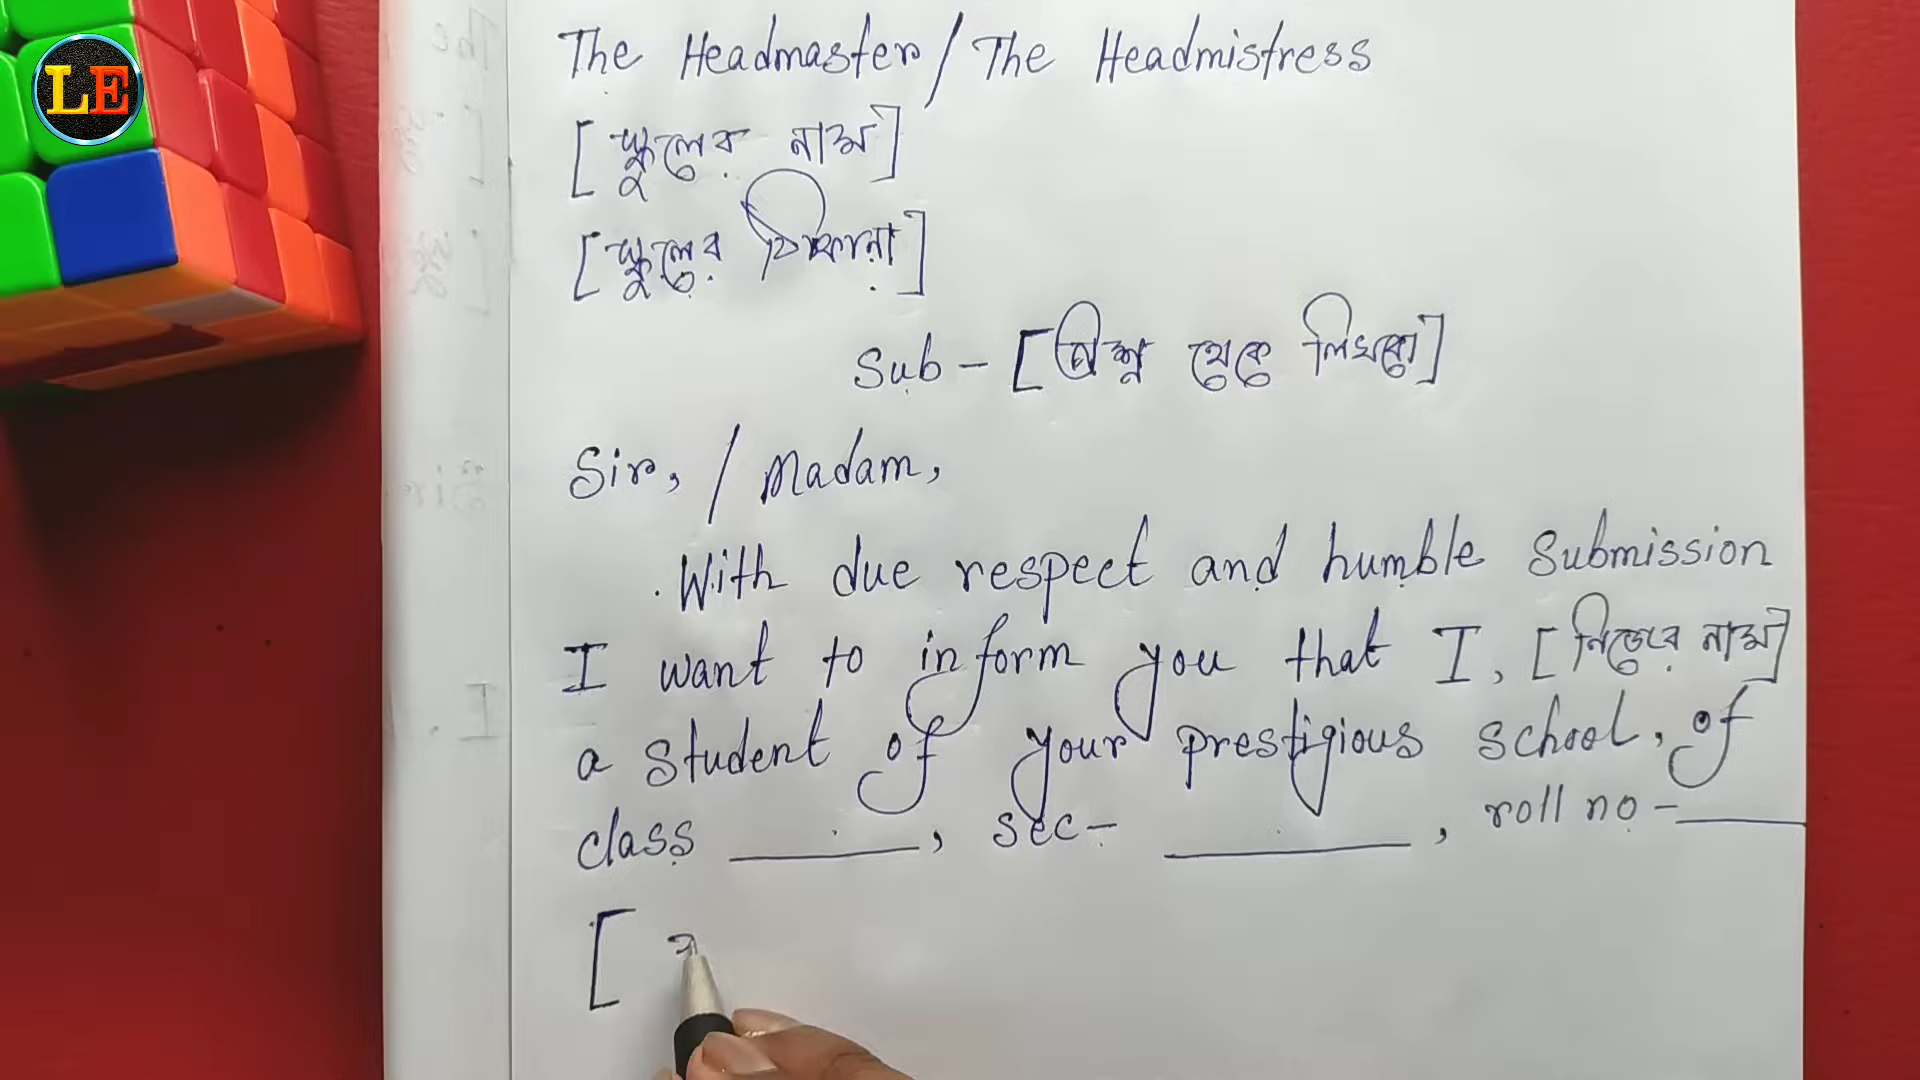 LE
The Headmaster / The Headmistress
[স্কুলের নাম]
[স্কুলের ঠিকানা]
Sub - [প্রশ্ন থেকে লিখবো]
Sir, / Madam,
With due respect and humble submission
I want to inform you that I, [নিজের নাম]
a student of your prestigious school, of
class ______, sec- ______, roll no - ______
[